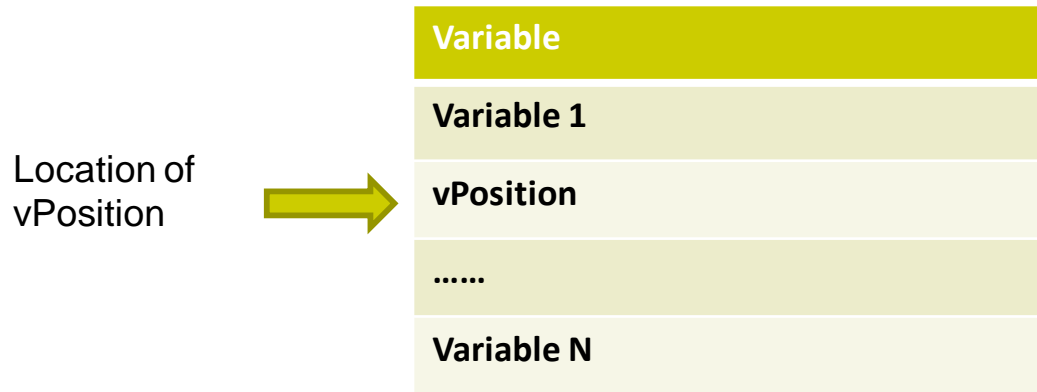 Variable
Variable 1
Location of
vPosition
vPosition
……
Variable N